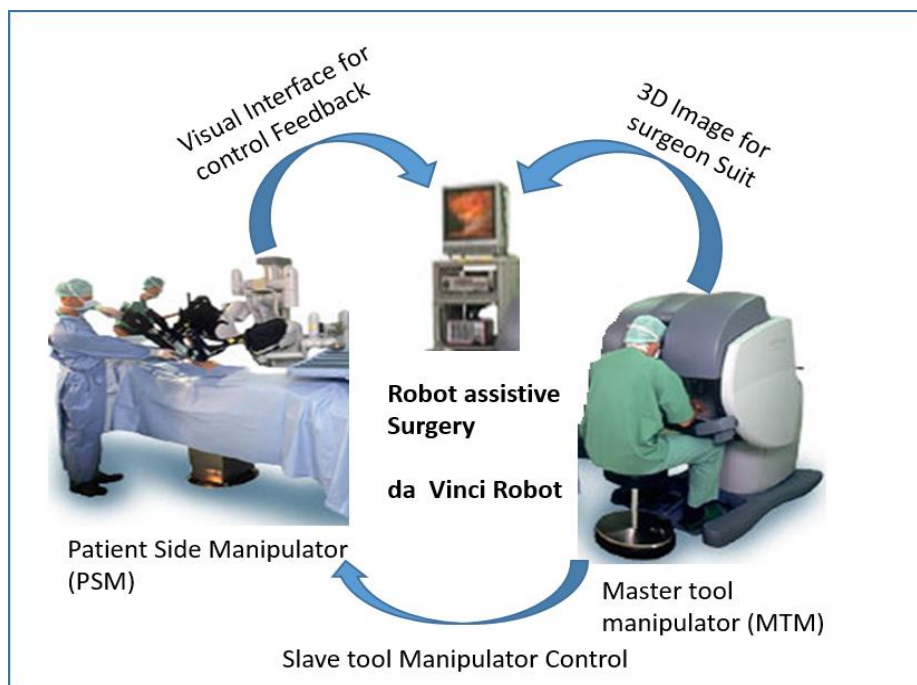 Visual Interface for
control Feedback
3D Image for
surgeon Suit
Robot assistive
Surgery
da Vinci Robot
Patient Side Manipulator
(PSM)
Master tool
manipulator (MTM)
Slave tool Manipulator Control